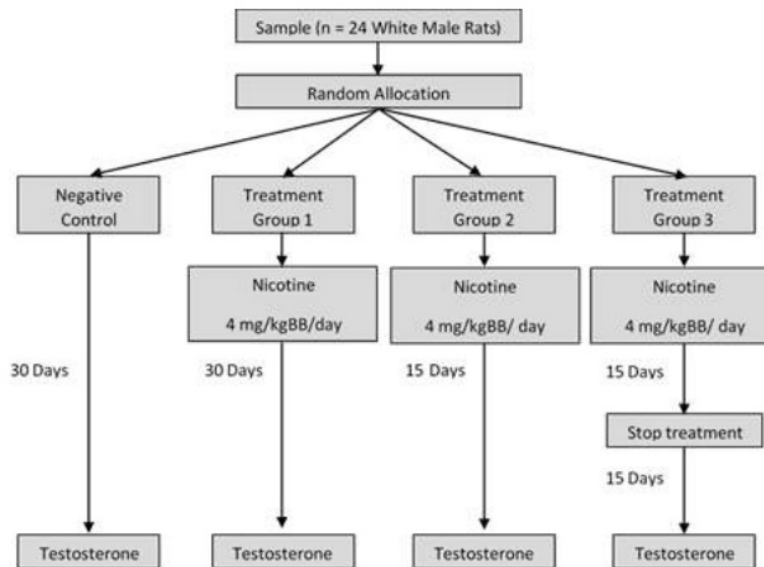 Sample (n = 24 White Male Rats)
Random Allocation
Negative
Control
Treatment
Group 1
Treatment
Group 2
Treatment
Group 3
Nicotine
4 mg/kgBB/day
Nicotine
4 mg/kgBB/ day
Nicotine
4 mg/kgBB/ day
30 Days
30 Days
15 Days
15 Days
Stop treatment
15 Days
Testosterone
Testosterone
Testosterone
Testosterone